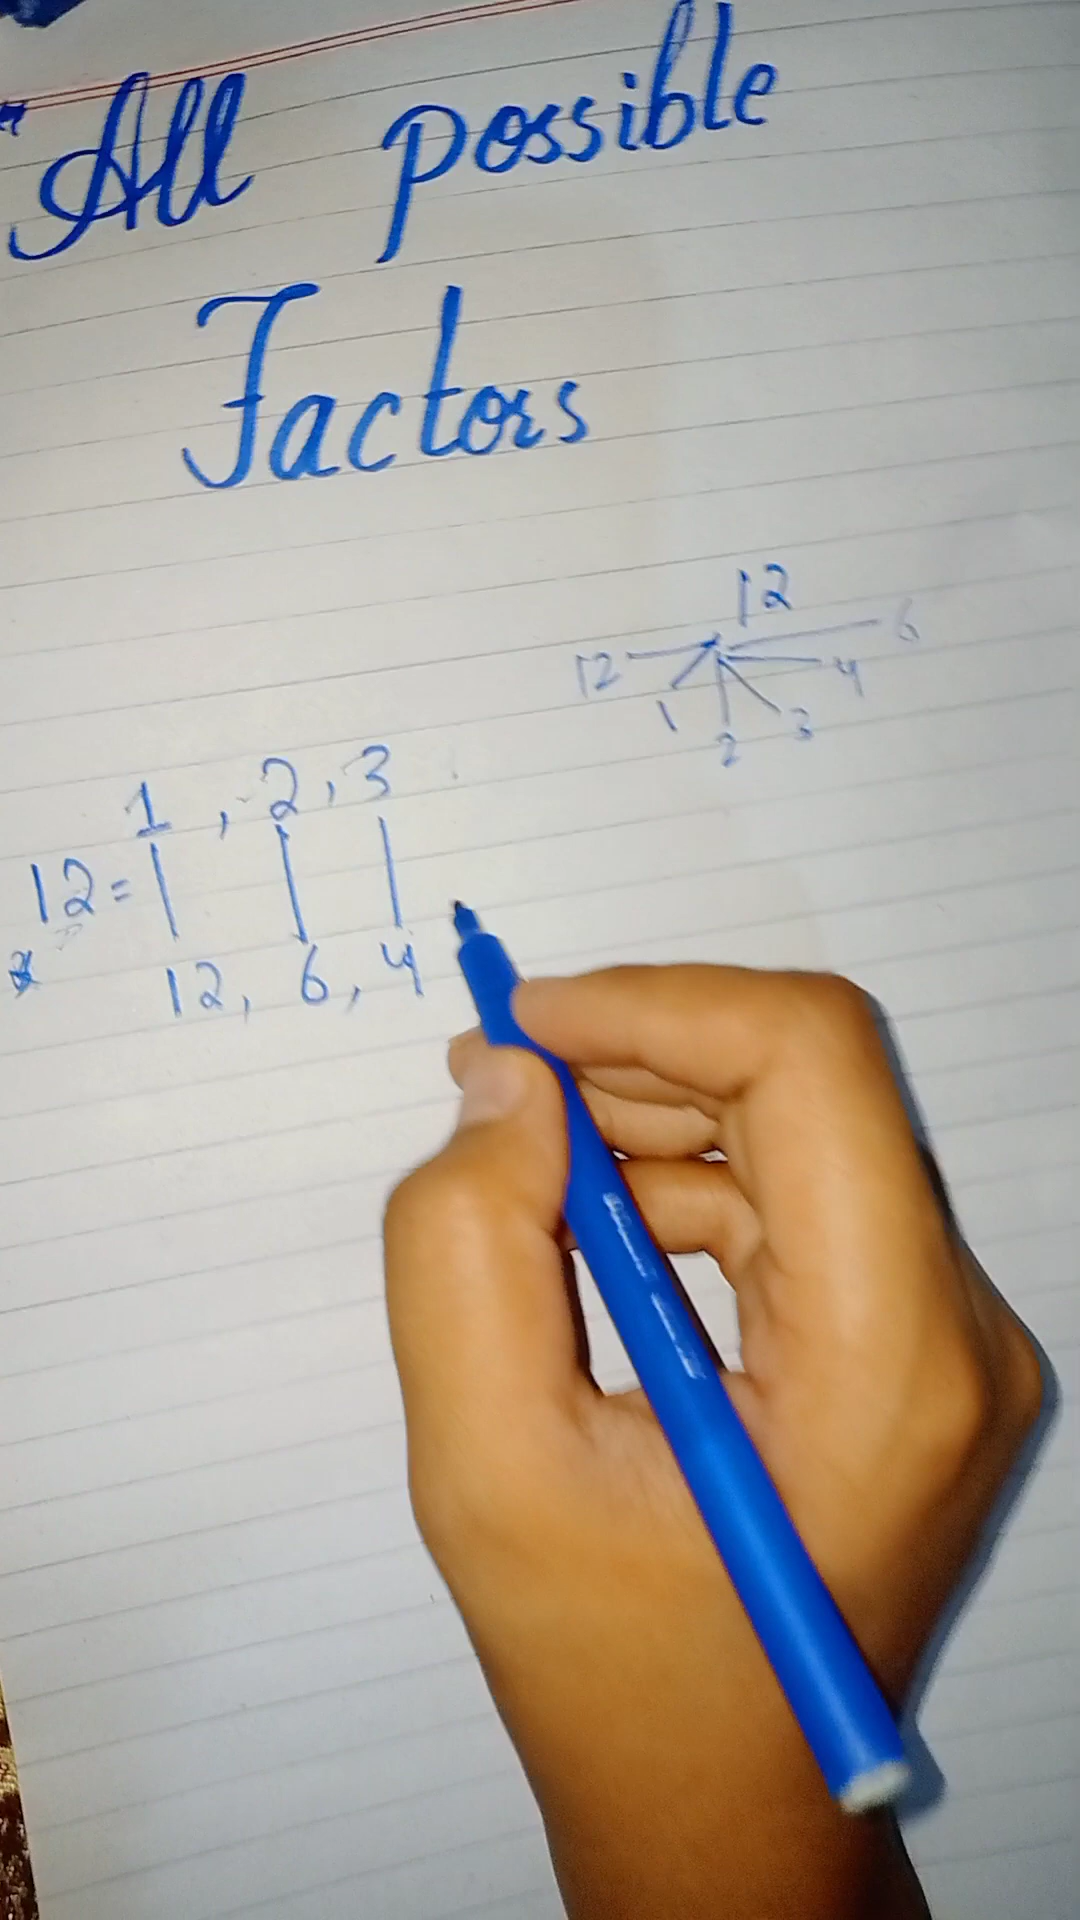 All possible
Factors
12
12 1 2 3 4 6
1, 2, 3
12=
12, 6, 4